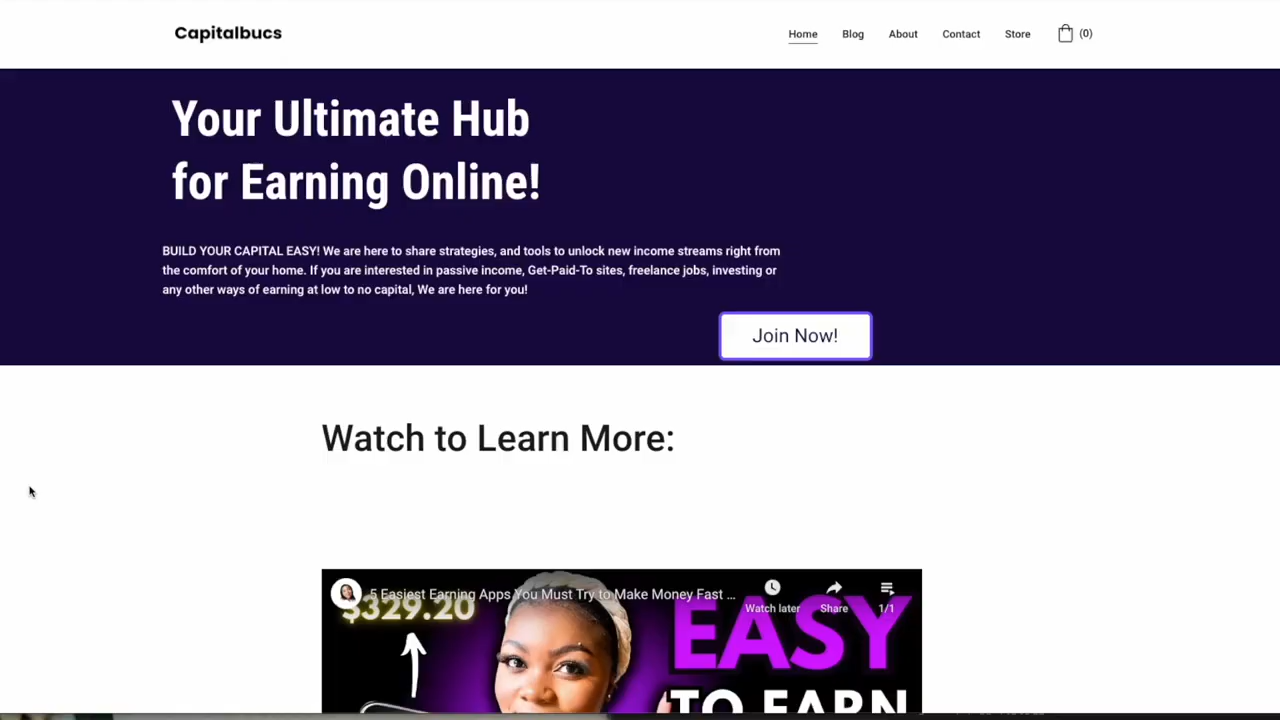 Capitalbucs
Home Blog About Contact Store (0)
Your Ultimate Hub
for Earning Online!
BUILD YOUR CAPITAL EASY! We are here to share strategies, and tools to unlock new income streams right from
the comfort of your home. If you are interested in passive income, Get-Paid-To sites, freelance jobs, investing or
any other ways of earning at low to no capital, We are here for you!
Join Now!
Watch to Learn More:
5 Easiest Earning Apps You Must Try to Make Money Fast ...
Watch later Share 1/1
$329.20
EASY
TO EARN